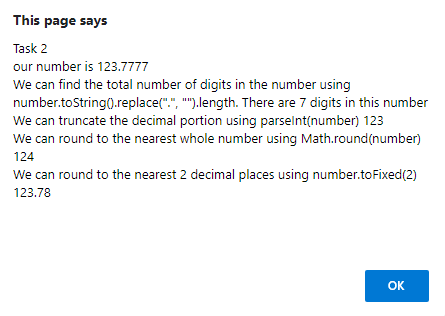 This page says
Task 2
our number is 123.7777
We can find the total number of digits in the number using
number.toString().replace(".", "").length. There are 7 digits in this number
We can truncate the decimal portion using parseInt(number) 123
We can round to the nearest whole number using Math.round(number)
124
We can round to the nearest 2 decimal places using number.toFixed(2)
123.78
OK